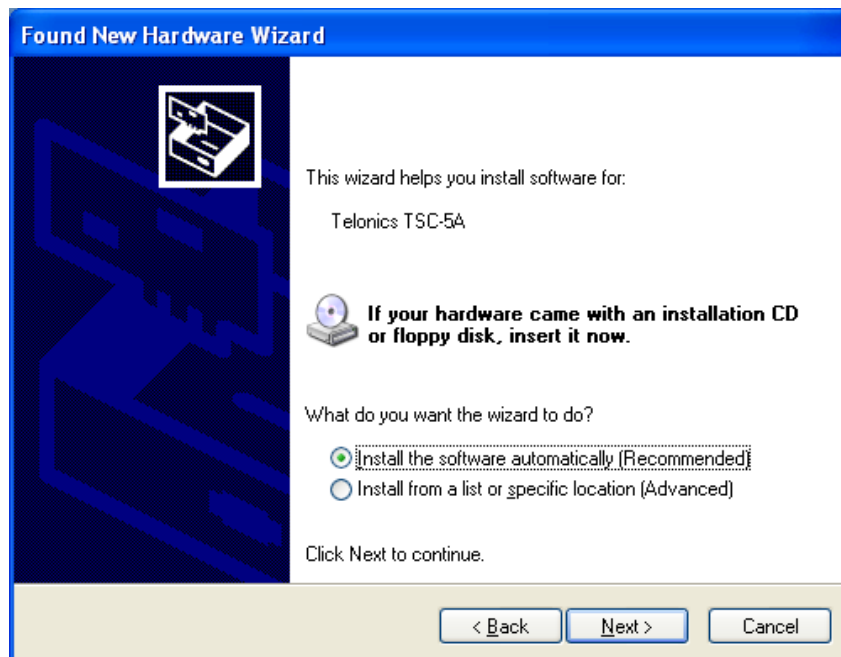 Found New Hardware Wizard
This wizard helps you install software for:
Telonics TSC-5A
If your hardware came with an installation CD
or floppy disk, insert it now.
What do you want the wizard to do?
Install the software automatically (Recommended)
Install from a list or specific location (Advanced)
Click Next to continue.
< Back
Next >
Cancel